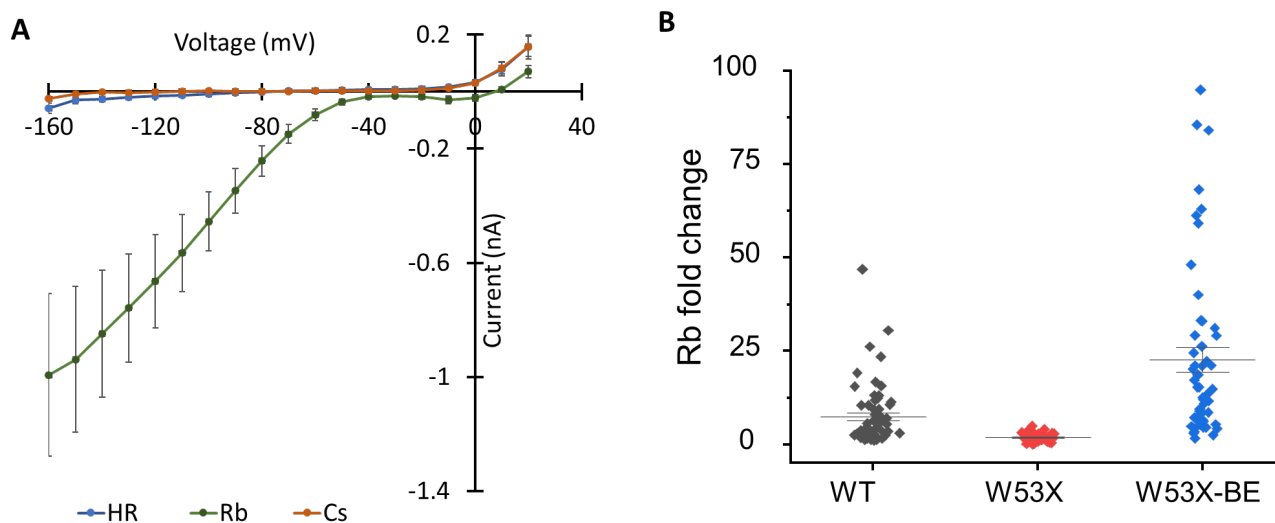 A
Voltage (mV)
0.2
-160
-120
-80
-40
0
40
-0.2
-0.6
-1
-1.4
Current (nA)
HR Rb Cs
B
100
75
50
25
0
Rb fold change
WT W53X W53X-BE